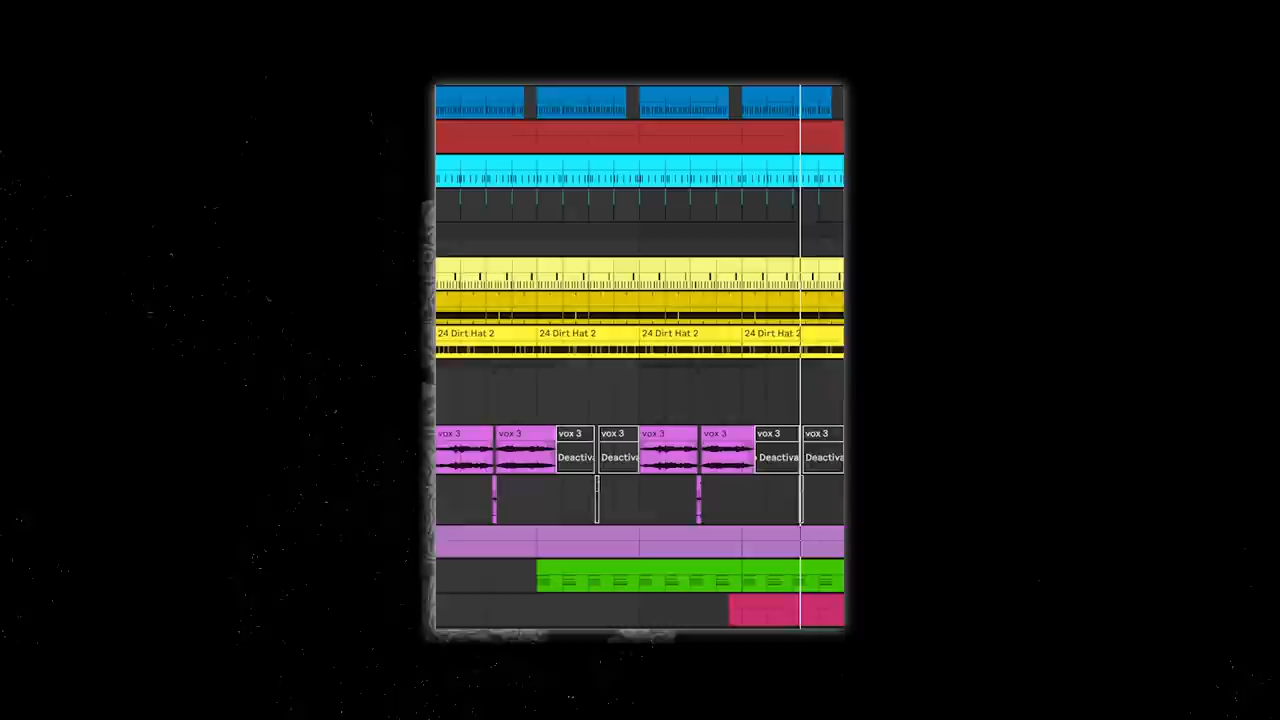 24 Dirt Hat 2 24 Dirt Hat 2 24 Dirt Hat 2 24 Dirt Hat 2
vox 3 vox 3 vox 3 vox 3 vox 3 vox 3 vox 3 vox 3
Deactiva Deactiva Deactiva Deactiva